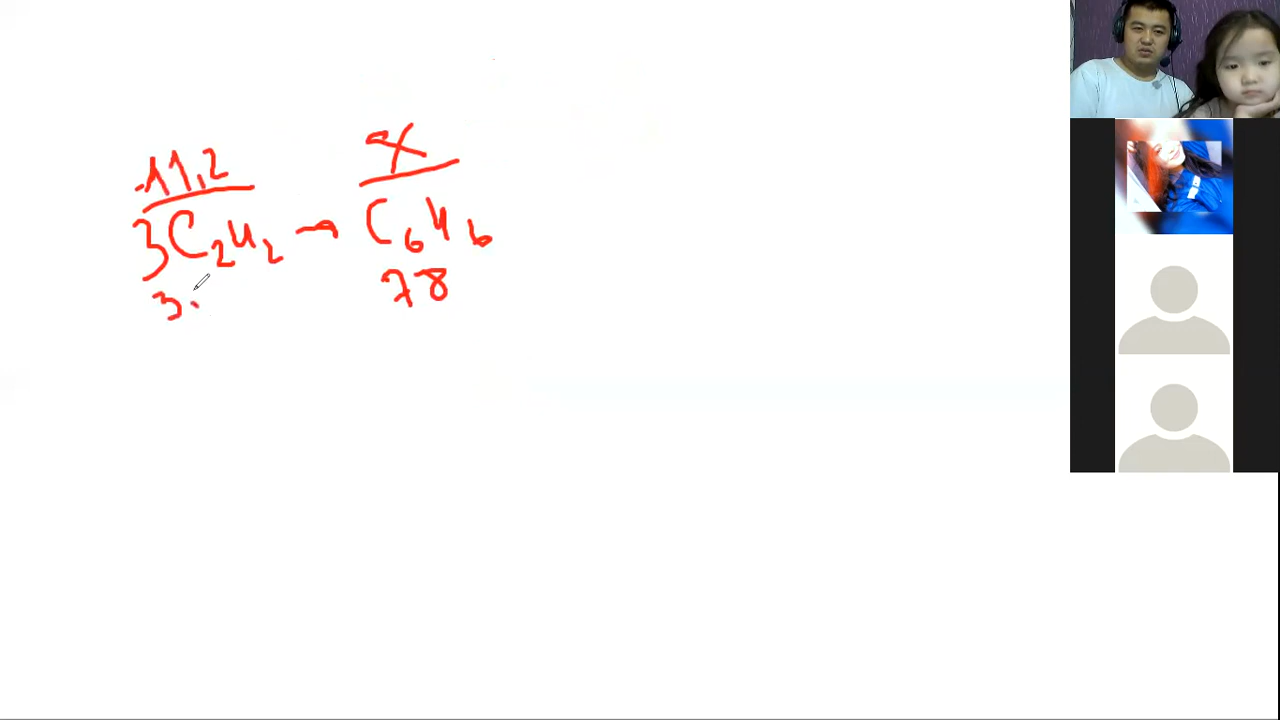 11,2 x
3C₂H₂ → C₆H₆
3· 78